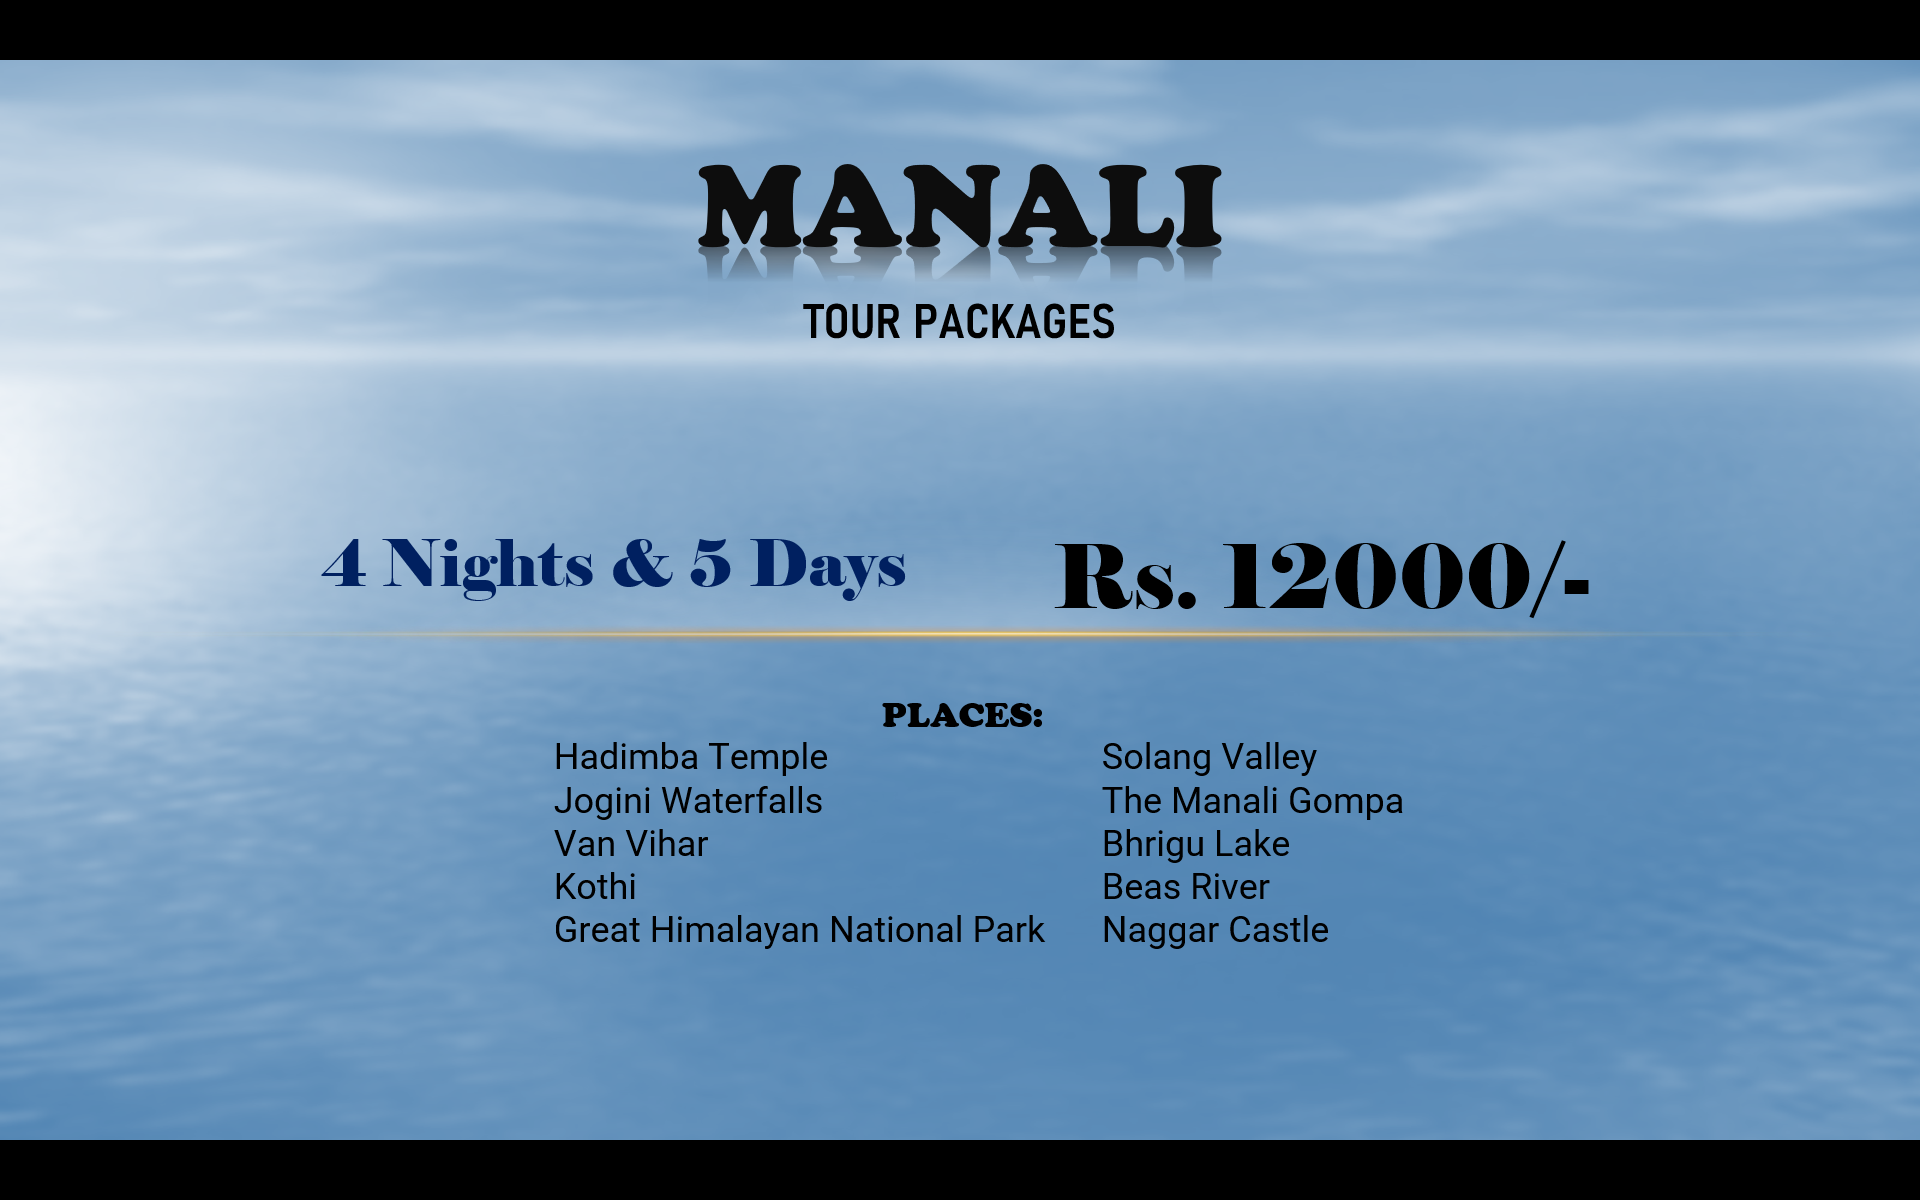 MANALI
TOUR PACKAGES
4 Nights & 5 Days
Rs. 12000/-
PLACES:
Hadimba Temple
Jogini Waterfalls
Van Vihar
Kothi
Great Himalayan National Park
Solang Valley
The Manali Gompa
Bhrigu Lake
Beas River
Naggar Castle